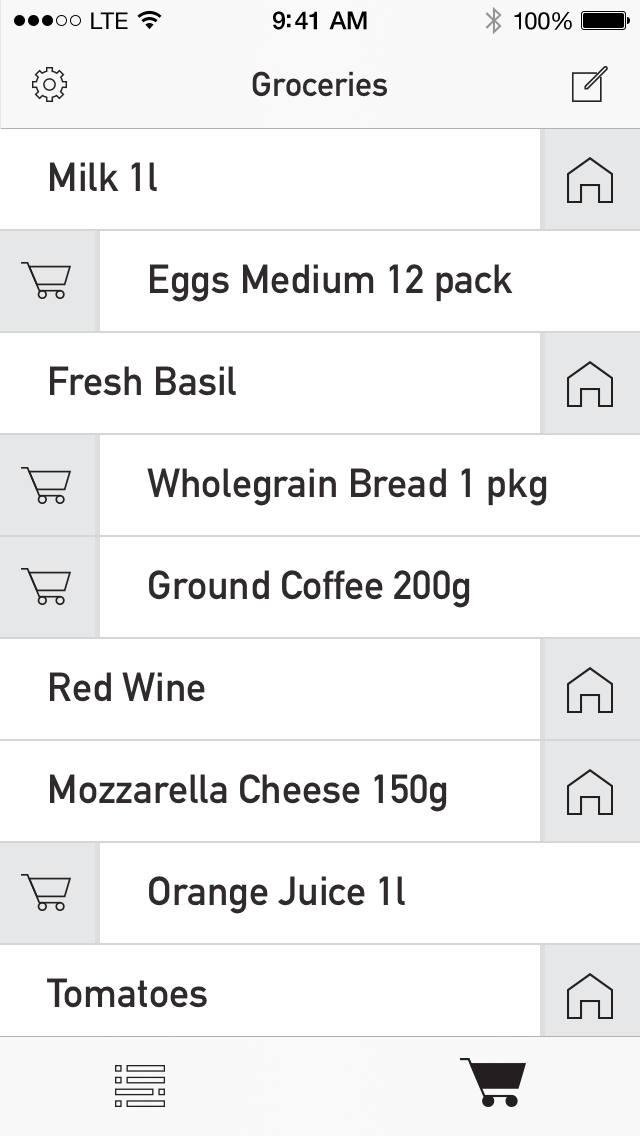 LTE 9:41 AM 100%
Groceries
Milk 1l
Eggs Medium 12 pack
Fresh Basil
Wholegrain Bread 1 pkg
Ground Coffee 200g
Red Wine
Mozzarella Cheese 150g
Orange Juice 1l
Tomatoes